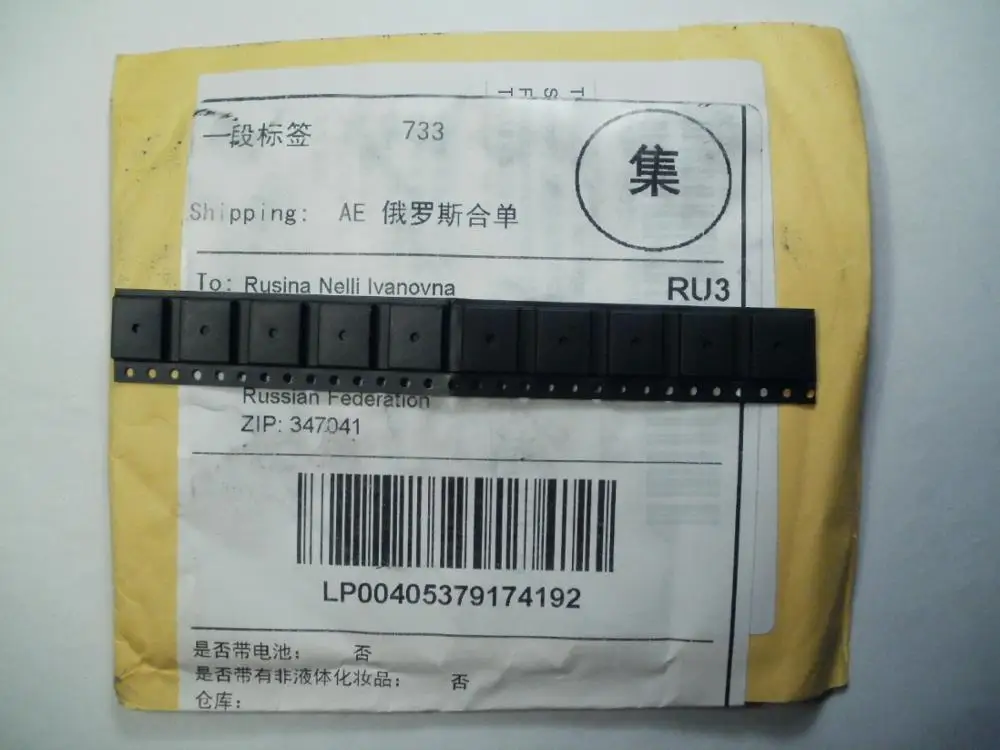 T S F T
一段标签 733
集
Shipping: AE 俄罗斯合单
To: Rusina Nelli Ivanovna
RU3
Russian Federation
ZIP: 347041
LP00405379174192
是否带电池： 否
是否带有非液体化妆品： 否
仓库：